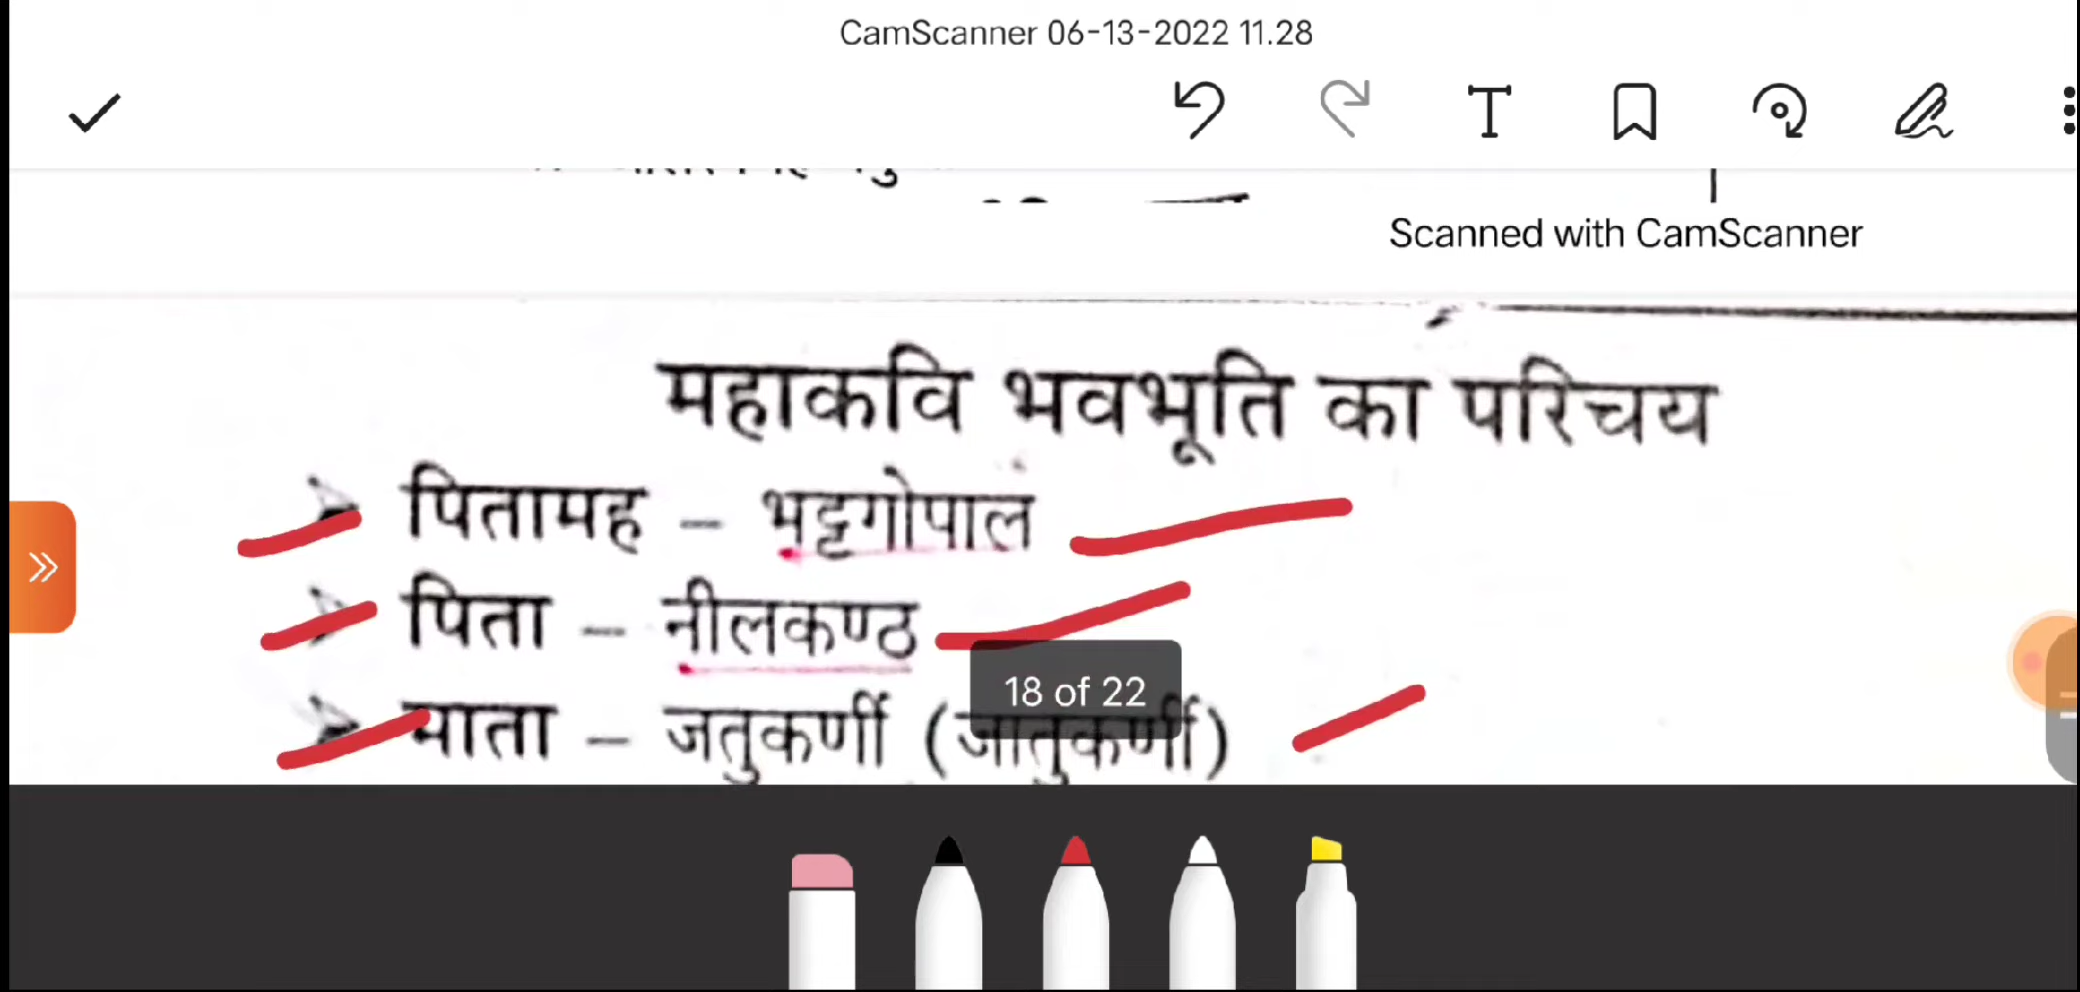 CamScanner 06-13-2022 11.28
T
Scanned with CamScanner
महाकवि भवभूति का परिचय
➤ पितामह – भट्टगोपाल
➤ पिता – नीलकण्ठ
18 of 22
➤ माता – जतुकर्णी (जातुकर्णी)